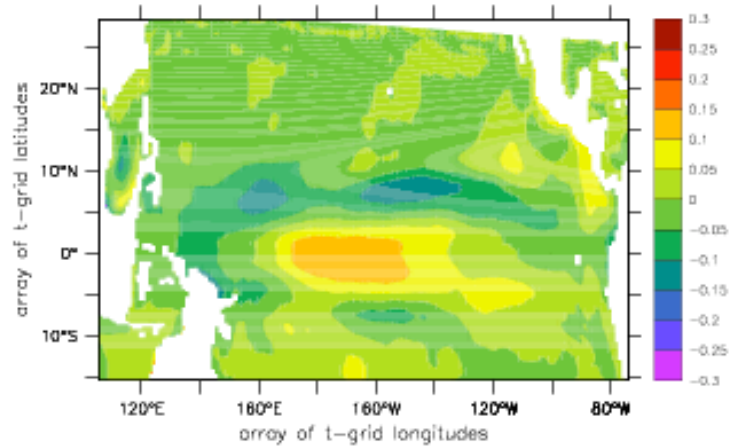 0.3
0.25
0.2
0.15
0.1
0.05
0
-0.05
-0.1
-0.15
-0.2
-0.25
-0.3
20°N
10°N
0°
10°S
array of t-grid latitudes
120°E 160°E 160°W 120°W 80°W
array of t-grid longitudes